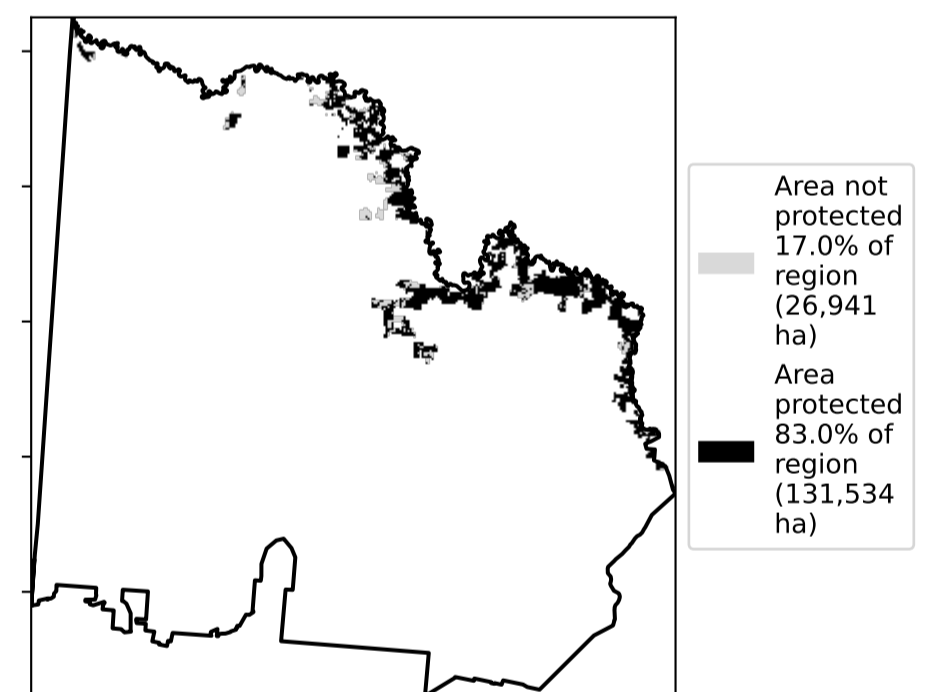 Area not
protected
17.0% of
region
(26,941
ha)
Area
protected
83.0% of
region
(131,534
ha)